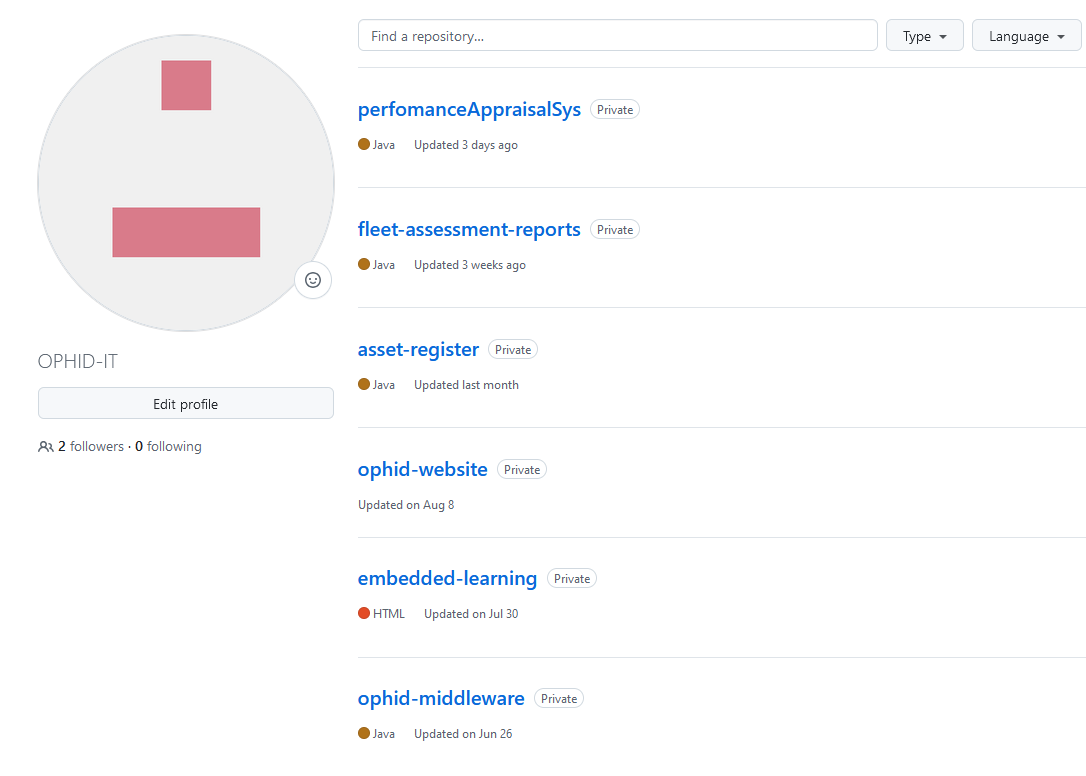 Find a repository...
Type
Language
perfomanceAppraisalSys Private
Java Updated 3 days ago
fleet-assessment-reports Private
Java Updated 3 weeks ago
asset-register Private
Java Updated last month
ophid-website Private
Updated on Aug 8
embedded-learning Private
HTML Updated on Jul 30
ophid-middleware Private
Java Updated on Jun 26
OPHID-IT
Edit profile
2 followers · 0 following